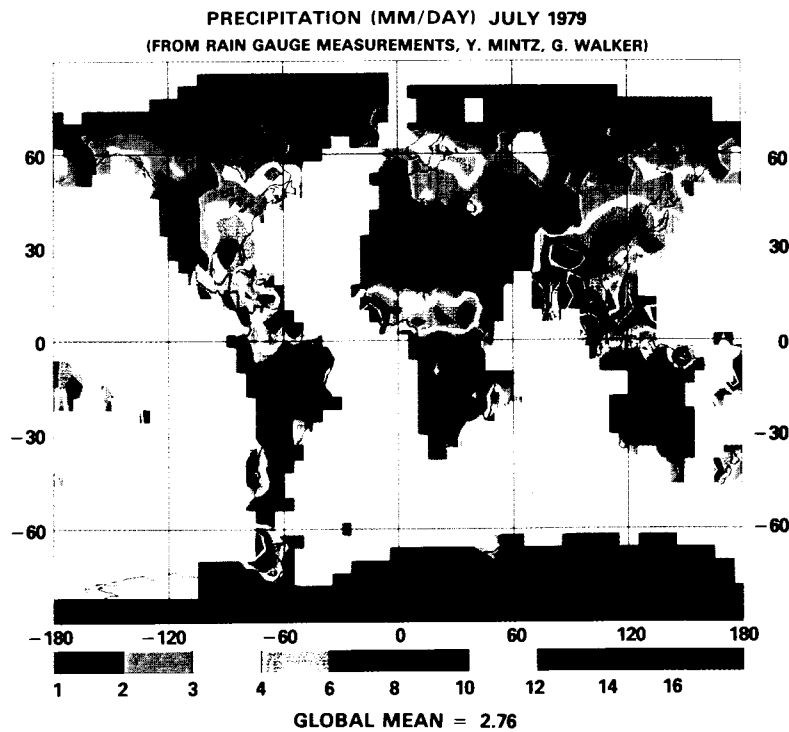 PRECIPITATION (MM/DAY) JULY 1979
(FROM RAIN GAUGE MEASUREMENTS, Y. MINTZ, G. WALKER)
60 60
30 30
0 0
−30 −30
−60 −60
−180 −120 −60 0 60 120 180
1 2 3 4 6 8 10 12 14 16
GLOBAL MEAN = 2.76